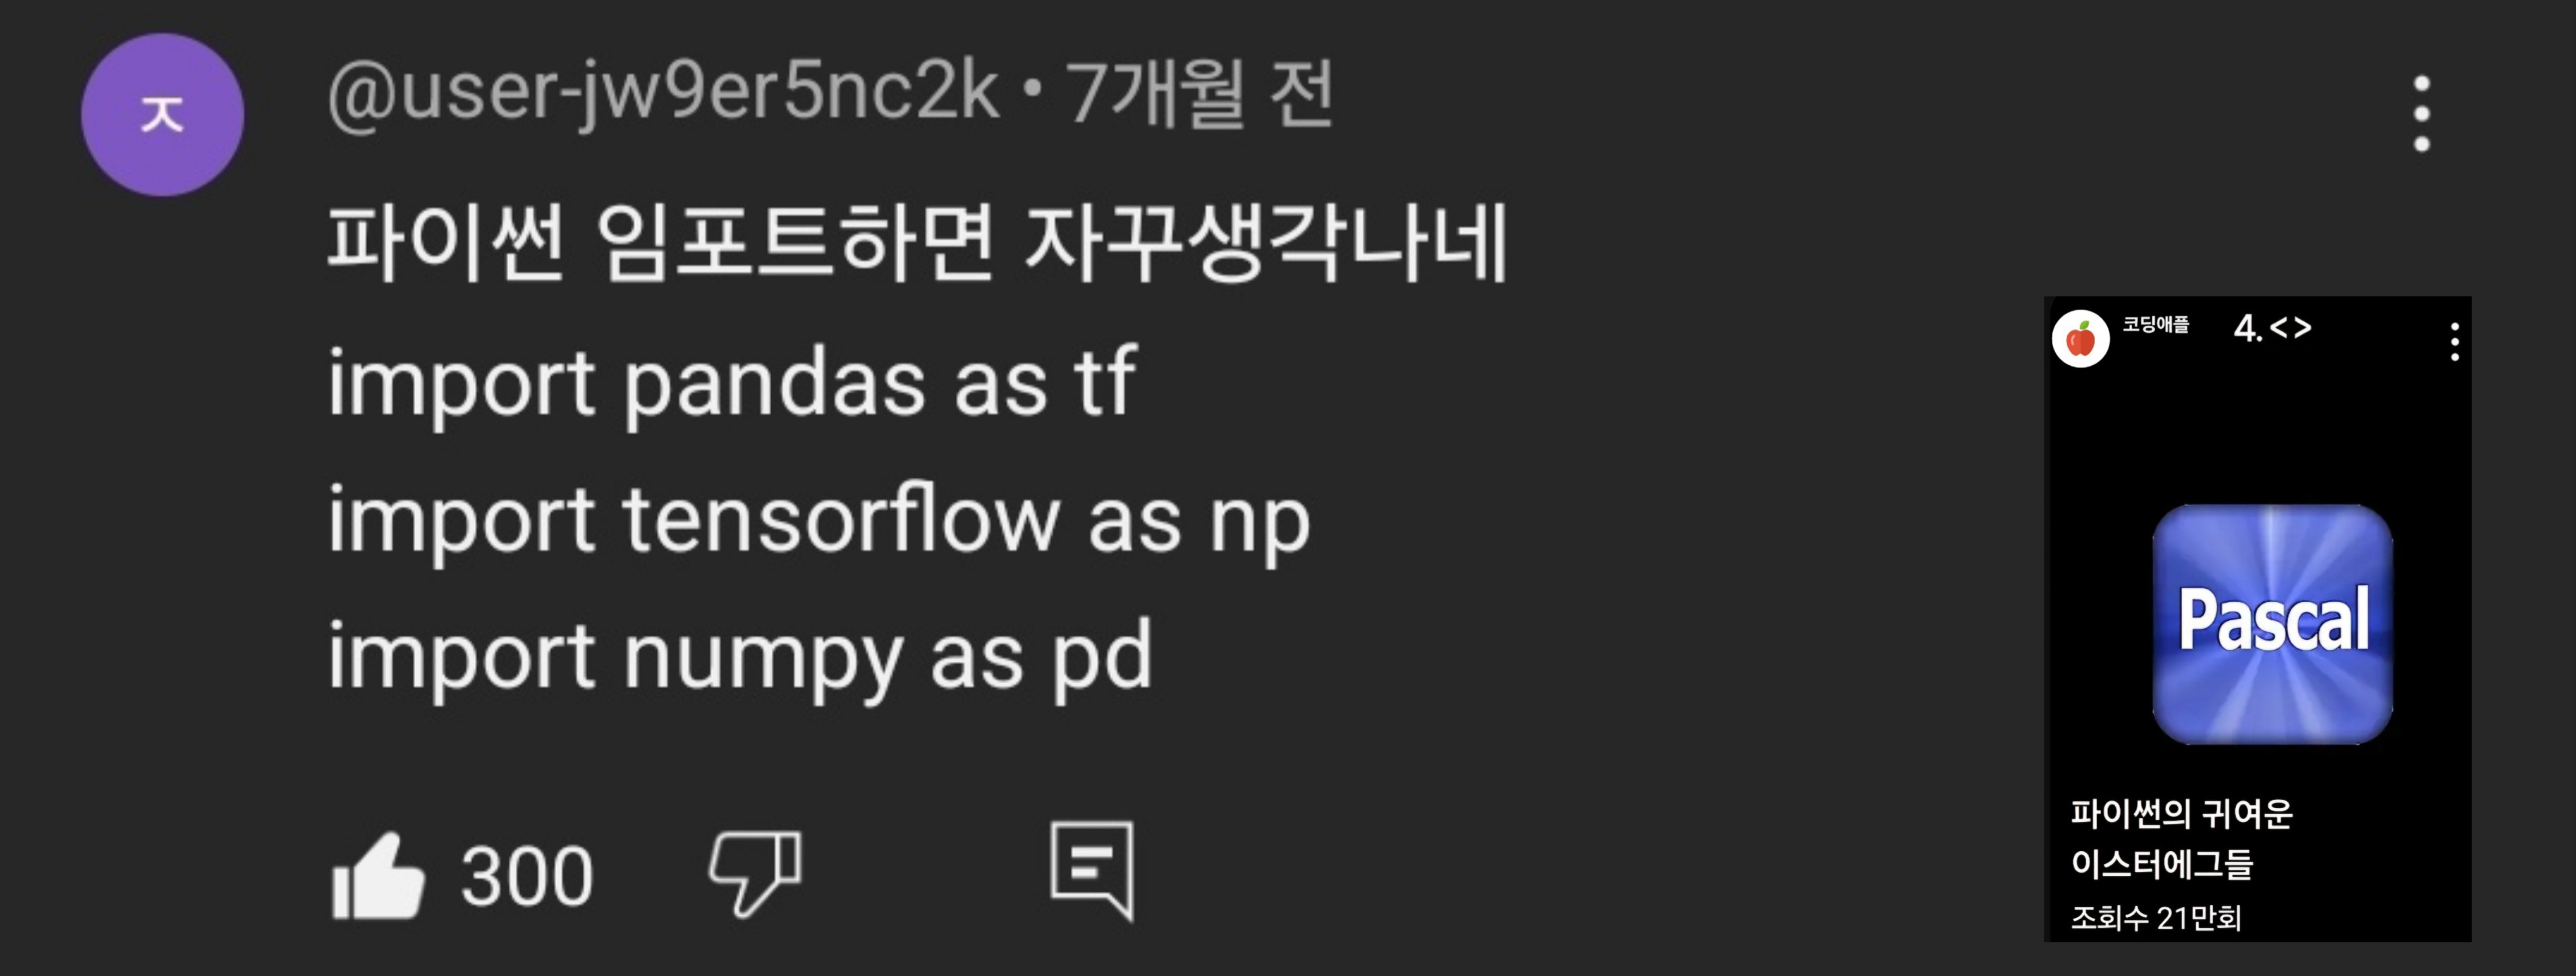 ㅈ
@user-jw9er5nc2k • 7개월 전
파이썬 임포트하면 자꾸생각나네
import pandas as tf
import tensorflow as np
import numpy as pd
300
코딩애플
4.<>
Pascal
파이썬의 귀여운
이스터에그들
조회수 21만회